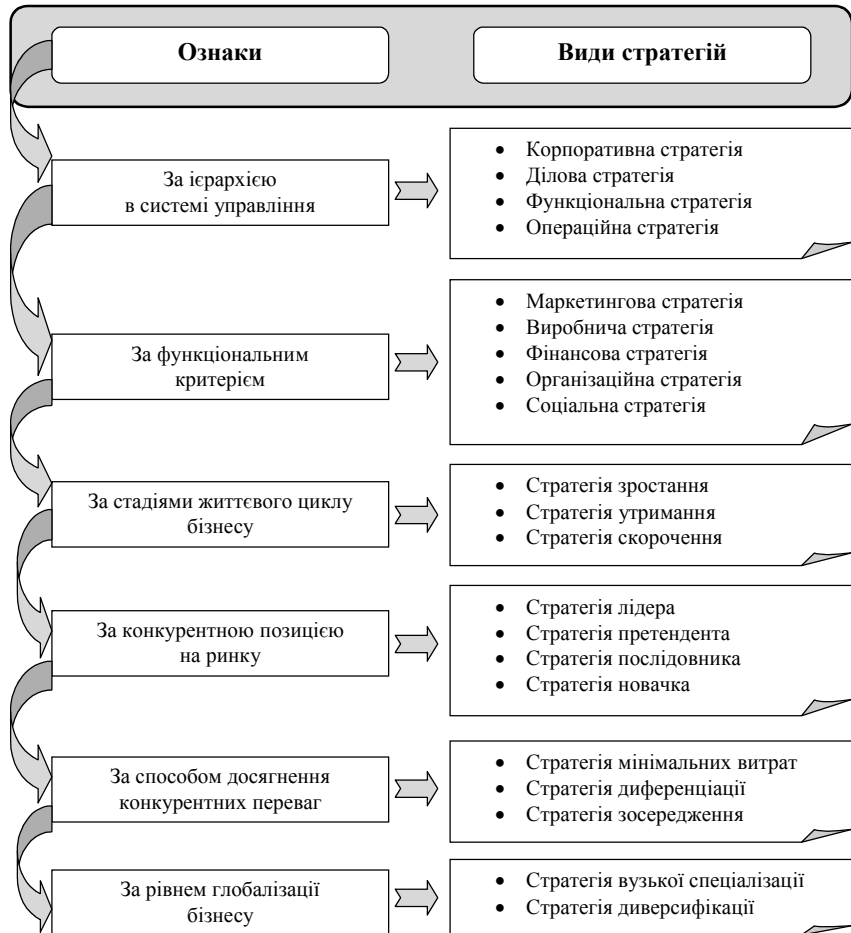 Ознаки
Види стратегій
За ієрархією
в системі управління
• Корпоративна стратегія
• Ділова стратегія
• Функціональна стратегія
• Операційна стратегія
За функціональним
критерієм
• Маркетингова стратегія
• Виробнича стратегія
• Фінансова стратегія
• Організаційна стратегія
• Соціальна стратегія
За стадіями життєвого циклу
бізнесу
• Стратегія зростання
• Стратегія утримання
• Стратегія скорочення
За конкурентною позицією
на ринку
• Стратегія лідера
• Стратегія претендента
• Стратегія послідовника
• Стратегія новачка
За способом досягнення
конкурентних переваг
• Стратегія мінімальних витрат
• Стратегія диференціації
• Стратегія зосередження
За рівнем глобалізації
бізнесу
• Стратегія вузької спеціалізації
• Стратегія диверсифікації